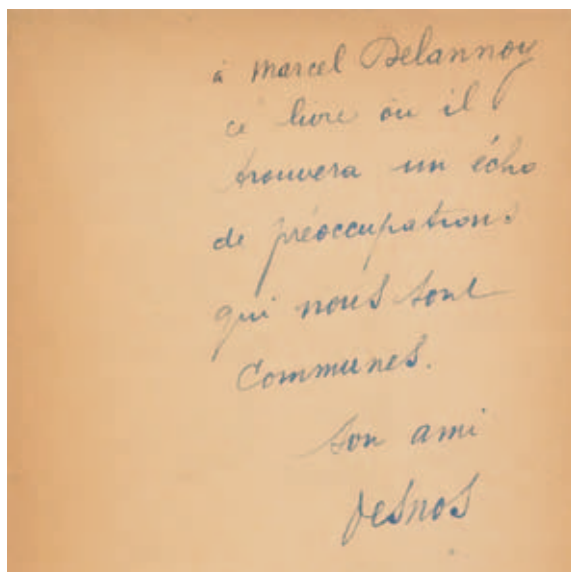 à Marcel Delannoy
ce livre où il
trouvera un écho
de préoccupations
qui nous sont
Communes.
son ami
Desnos